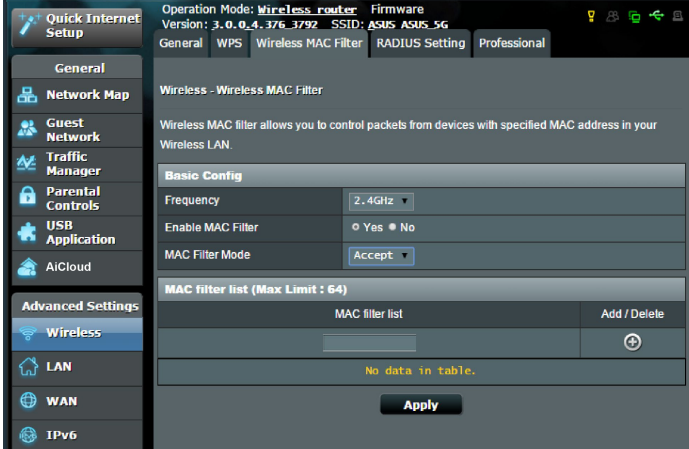 Quick Internet
Setup
General
Network Map
Guest
Network
Traffic
Manager
Parental
Controls
USB
Application
AiCloud
Advanced Settings
Wireless
LAN
WAN
IPv6
Operation Mode: Wireless router Firmware
Version: 3.0.0.4.376_3792 SSID: ASUS ASUS_5G
General WPS Wireless MAC Filter RADIUS Setting Professional
Wireless - Wireless MAC Filter
Wireless MAC filter allows you to control packets from devices with specified MAC address in your
Wireless LAN.
Basic Config
Frequency 2.4GHz
Enable MAC Filter Yes No
MAC Filter Mode Accept
MAC filter list (Max Limit : 64)
MAC filter list Add / Delete
No data in table.
Apply